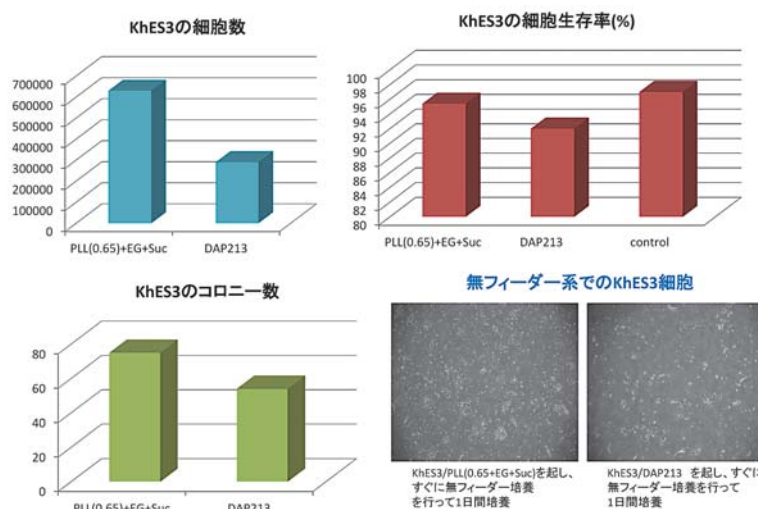 KhES3の細胞数
700000
600000
500000
400000
300000
200000
100000
0
PLL(0.65)+EG+Suc DAP213
KhES3の細胞生存率(%)
100
98
96
94
92
90
88
86
84
82
80
PLL(0.65)+EG+Suc DAP213 control
KhES3のコロニー数
80
60
40
20
0
PLL(0.65)+EG+Suc DAP213
無フィーダー系でのKhES3細胞
KhES3/PLL(0.65+EG+Suc)を起し、
すぐに無フィーダー培養
を行って1日間培養
KhES3/DAP213 を起し、すぐに
無フィーダー培養を行って
1日間培養